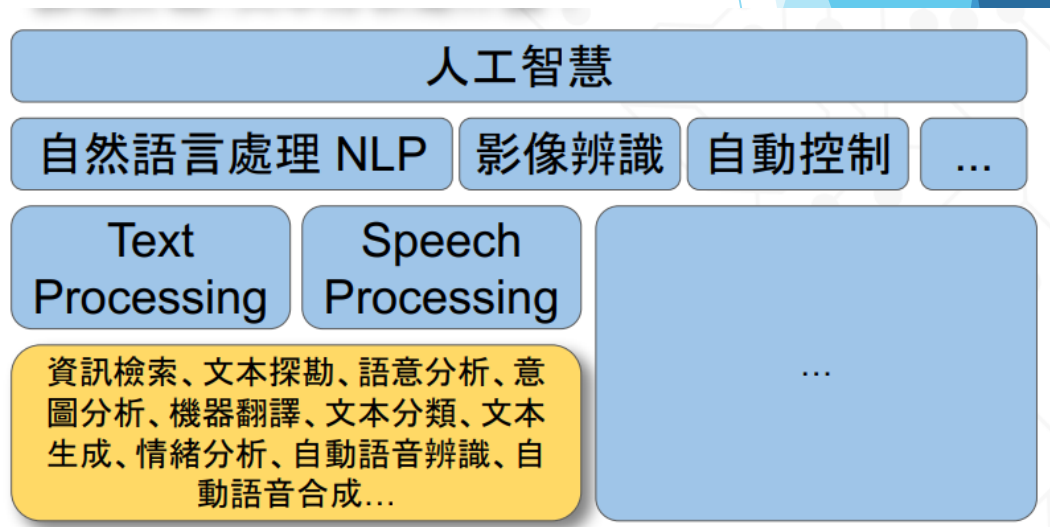 人工智慧
自然語言處理 NLP
影像辨識
自動控制
...
Text
Processing
Speech
Processing
...
資訊檢索、文本探勘、語意分析、意
圖分析、機器翻譯、文本分類、文本
生成、情緒分析、自動語音辨識、自
動語音合成...